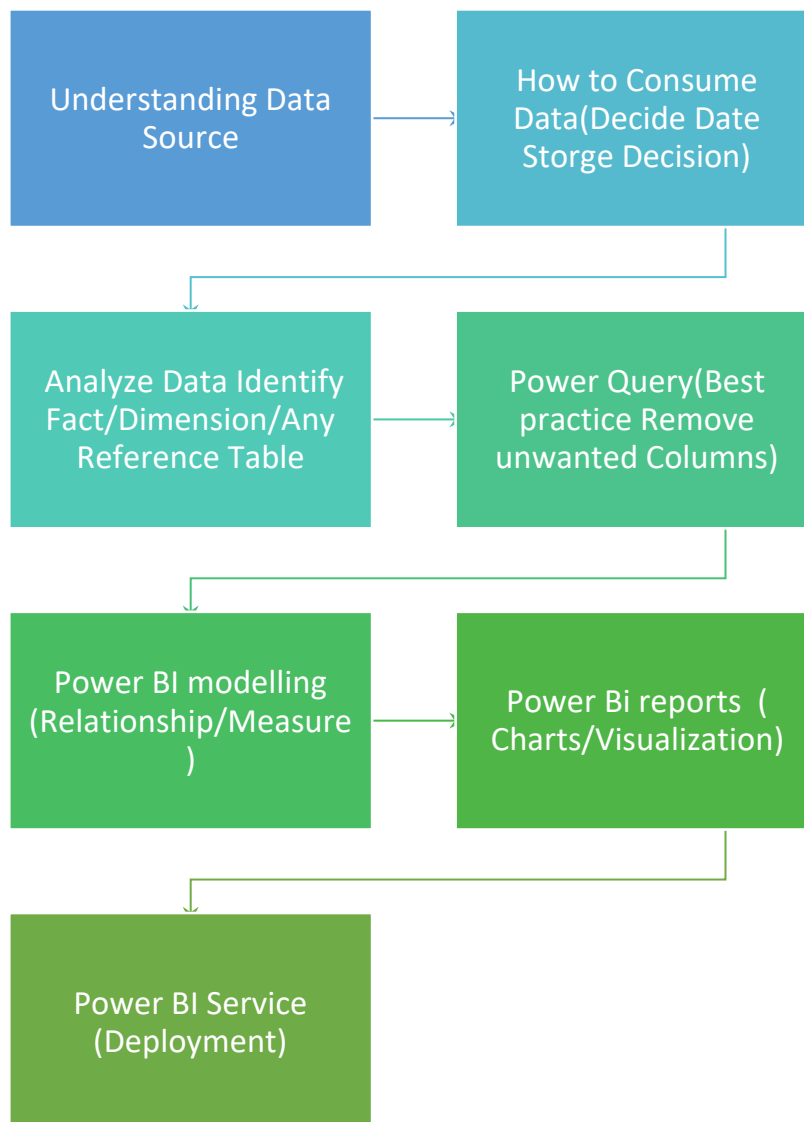 Understanding Data
Source
How to Consume
Data(Decide Date
Storge Decision)
Analyze Data Identify
Fact/Dimension/Any
Reference Table
Power Query(Best
practice Remove
unwanted Columns)
Power BI modelling
(Relationship/Measure
)
Power Bi reports  (
Charts/Visualization)
Power BI Service
(Deployment)